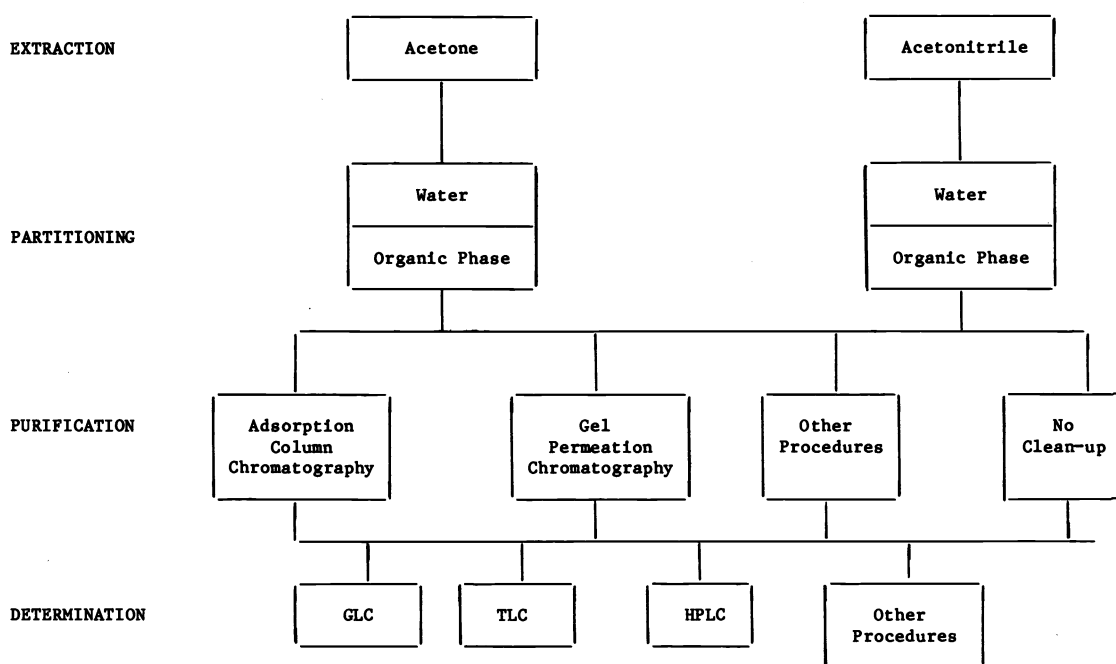 EXTRACTION
Acetone
Acetonitrile
Water
Water
PARTITIONING
Organic Phase
Organic Phase
PURIFICATION
Adsorption
Column
Chromatography
Gel
Permeation
Chromatography
Other
Procedures
No
Clean-up
DETERMINATION
GLC
TLC
HPLC
Other
Procedures